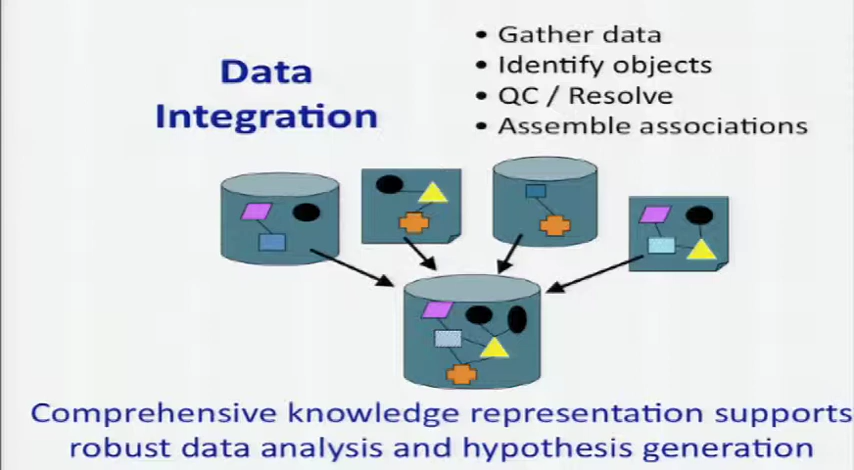 Data
Integration
• Gather data
• Identify objects
• QC / Resolve
• Assemble associations
Comprehensive knowledge representation supports
robust data analysis and hypothesis generation